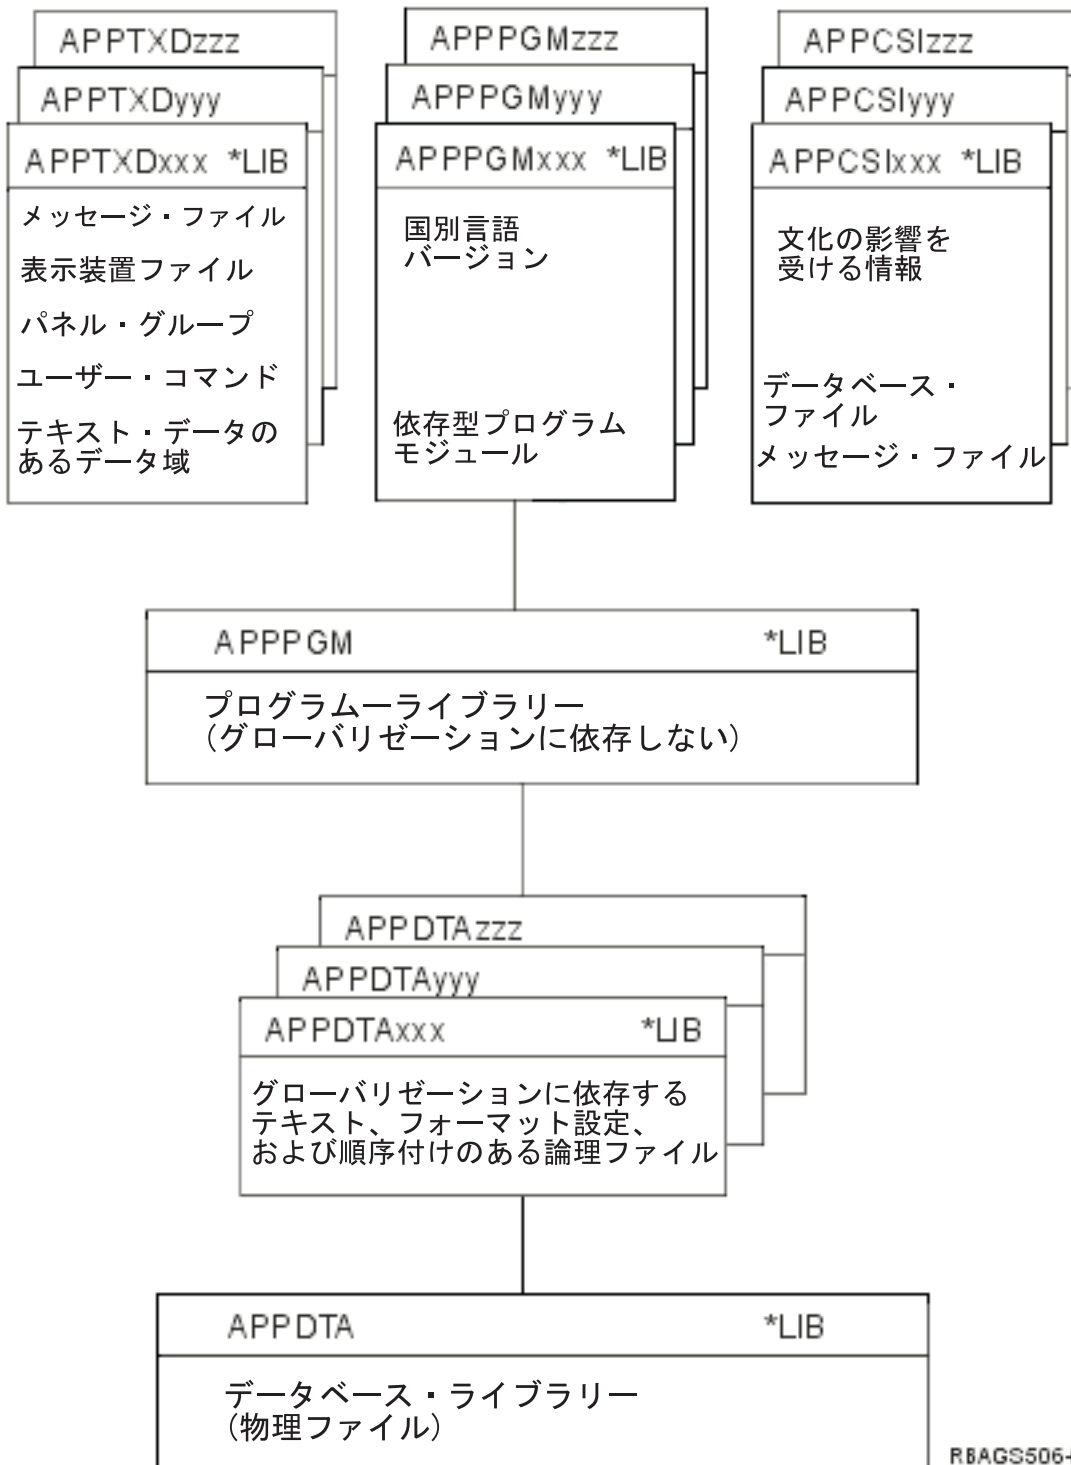 APPTXDzzz
APPTXDyyy
APPTXDxxx *LIB
メッセージ・ファイル
表示装置ファイル
パネル・グループ
ユーザー・コマンド
テキスト・データの
あるデータ域
APPPGMzzz
APPPGMyyy
APPPGMxxx *LIB
国別言語
バージョン
依存型プログラム
モジュール
APPCSIzzz
APPCSIyyy
APPCSIxxx *LIB
文化の影響を
受ける情報
データベース・
ファイル
メッセージ・ファイル
APPPGM *LIB
プログラムーライブラリー
(グローバリゼーションに依存しない)
APPDTAzzz
APPDTAyyy
APPDTAxxx *LIB
グローバリゼーションに依存する
テキスト、フォーマット設定、
および順序付けのある論理ファイル
APPDTA *LIB
データベース・ライブラリー
(物理ファイル)
RBAGS506-